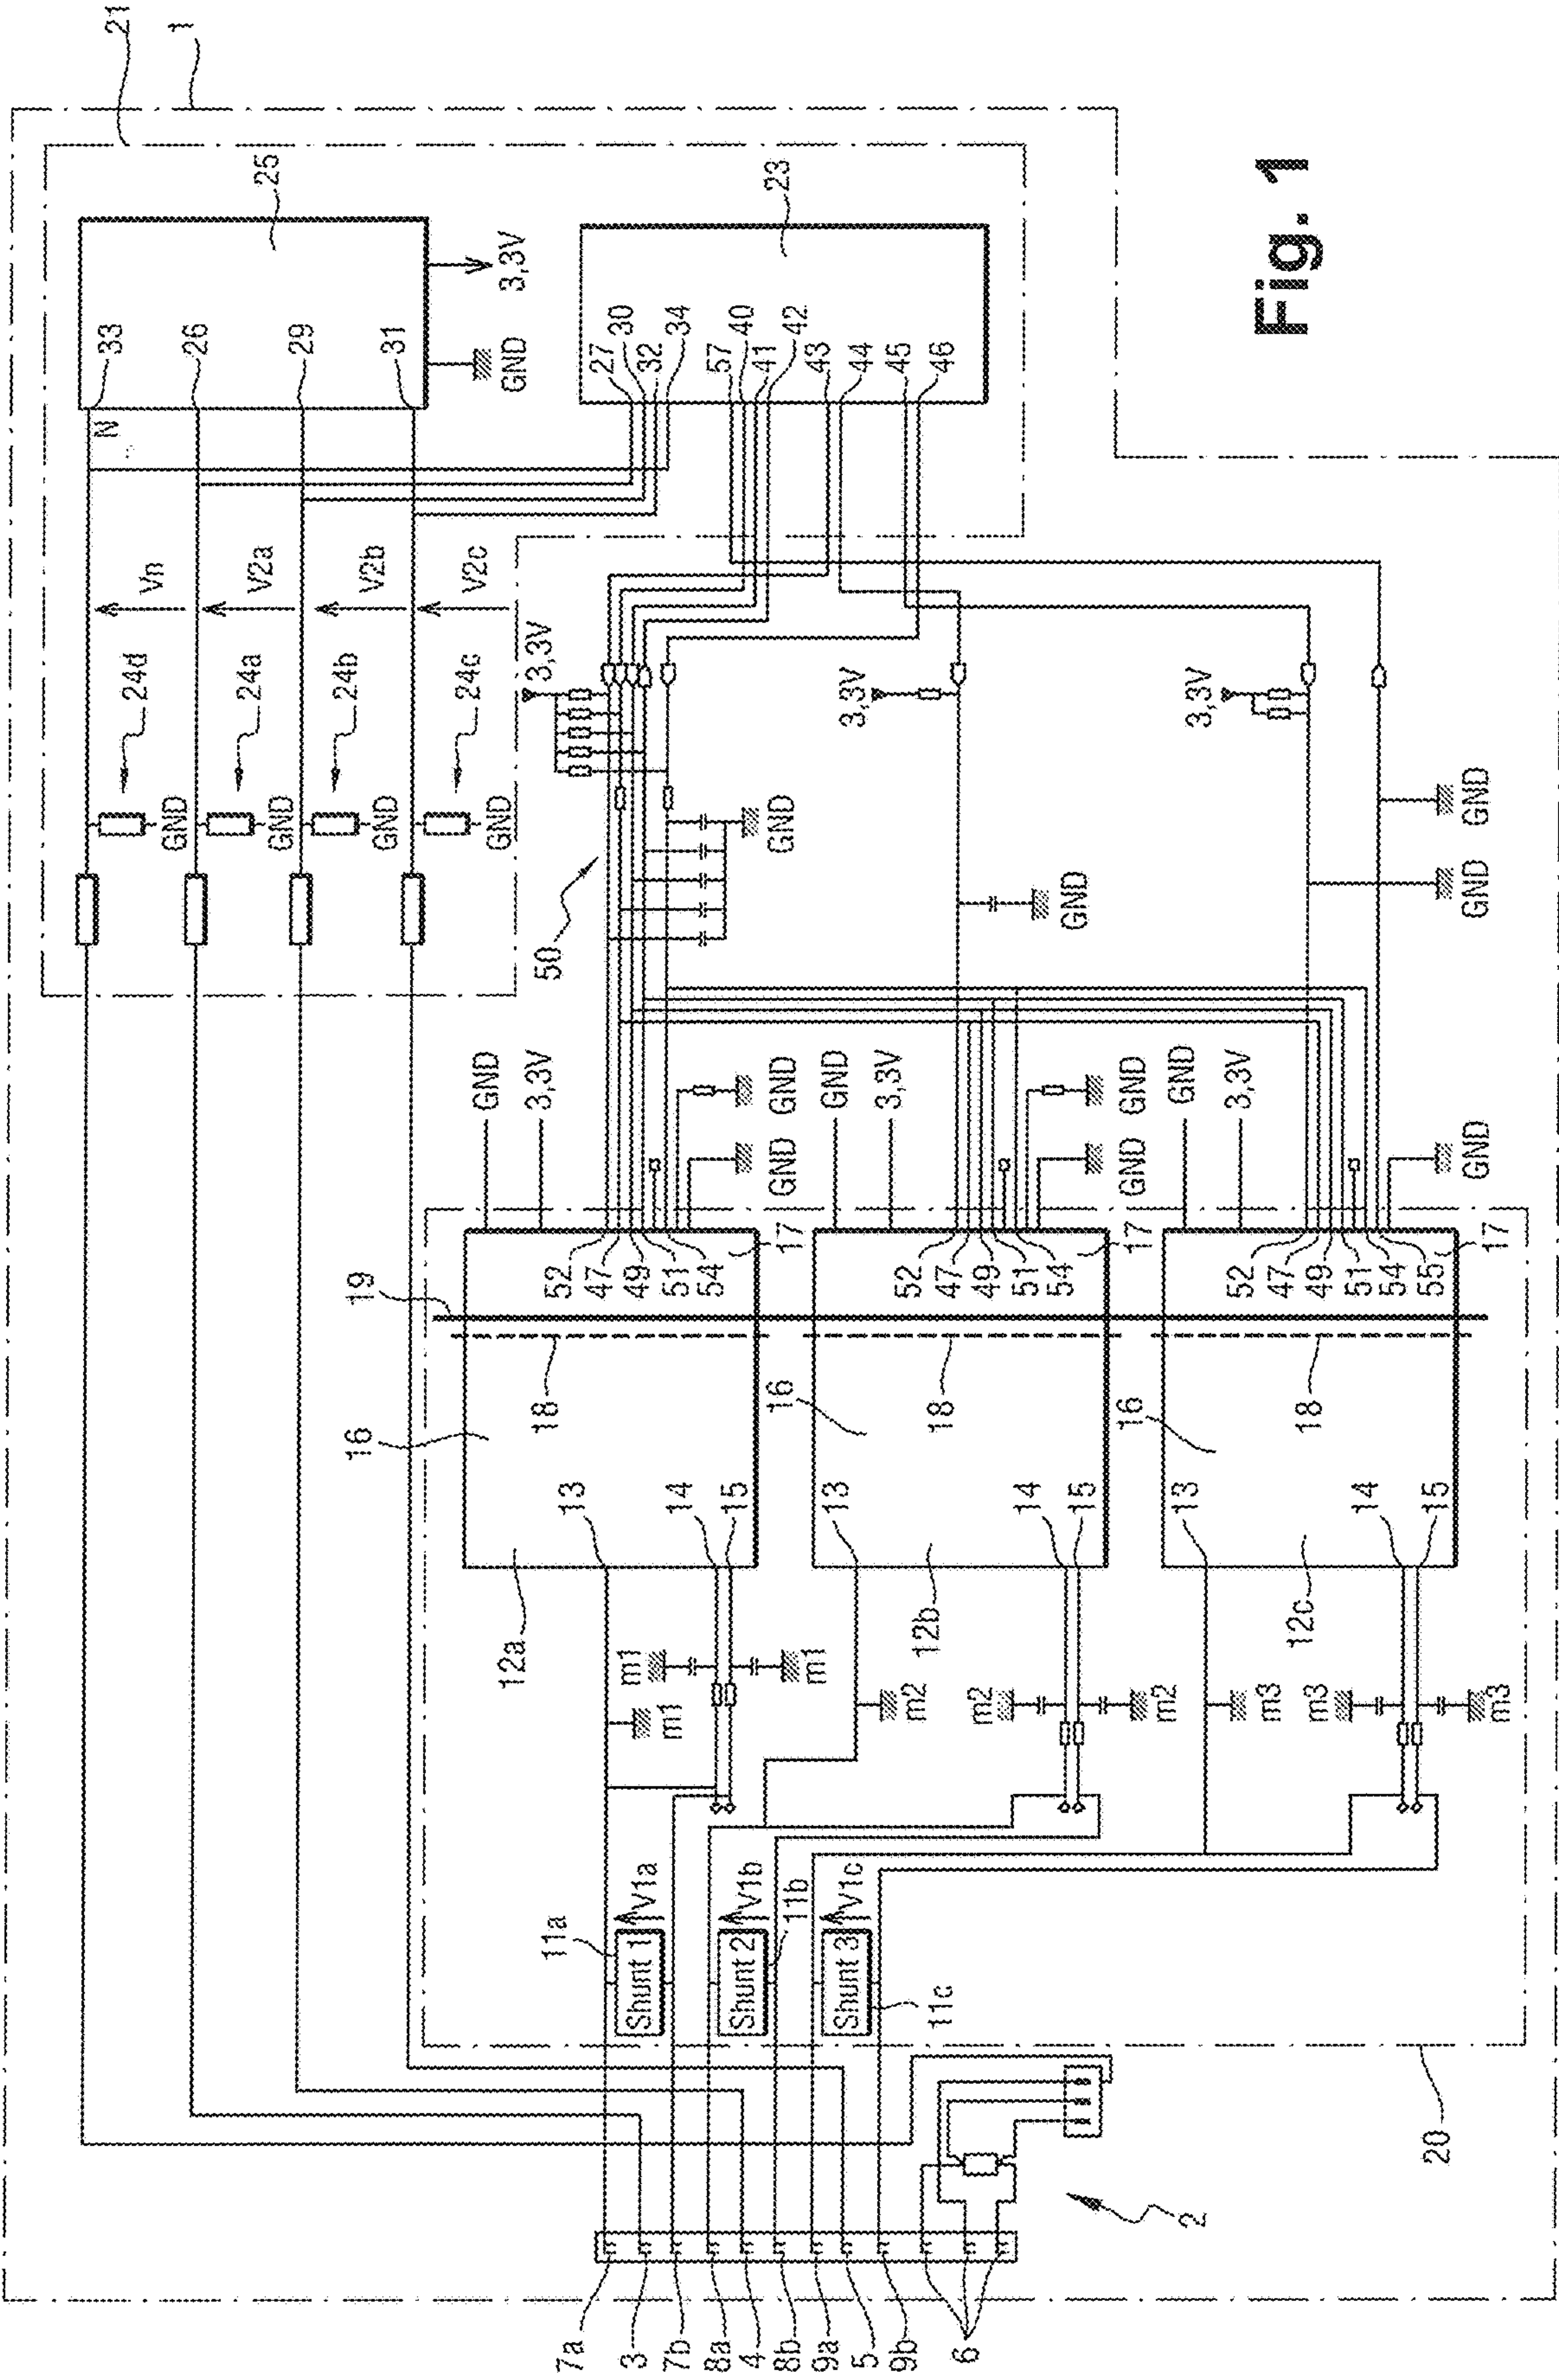 21
1
25
33
26
29
31
GND
3,3V
N
Vn
V2a
V2b
V2c
24d
24a
24b
24c
GND
GND
GND
GND
23
27
30
32
34
57
40
41
42
43
44
45
46
Fig. 1
3,3V
3,3V
3,3V
50
GND
GND
GND
GND
GND
3,3V
GND
GND
GND
3,3V
GND
GND
GND
3,3V
GND
19
52
47
49
51
54
17
52
47
49
51
54
17
52
47
49
51
54
55
17
16
18
16
18
16
18
13
14
15
12a
13
14
15
12b
13
14
15
12c
m1
m1
m1
m2
m2
m2
m3
m3
m3
11a
Shunt 1
V1a
Shunt 2
V1b
11b
Shunt 3
V1c
11c
20
2
7a
3
7b
8a
4
8b
9a
5
9b
6